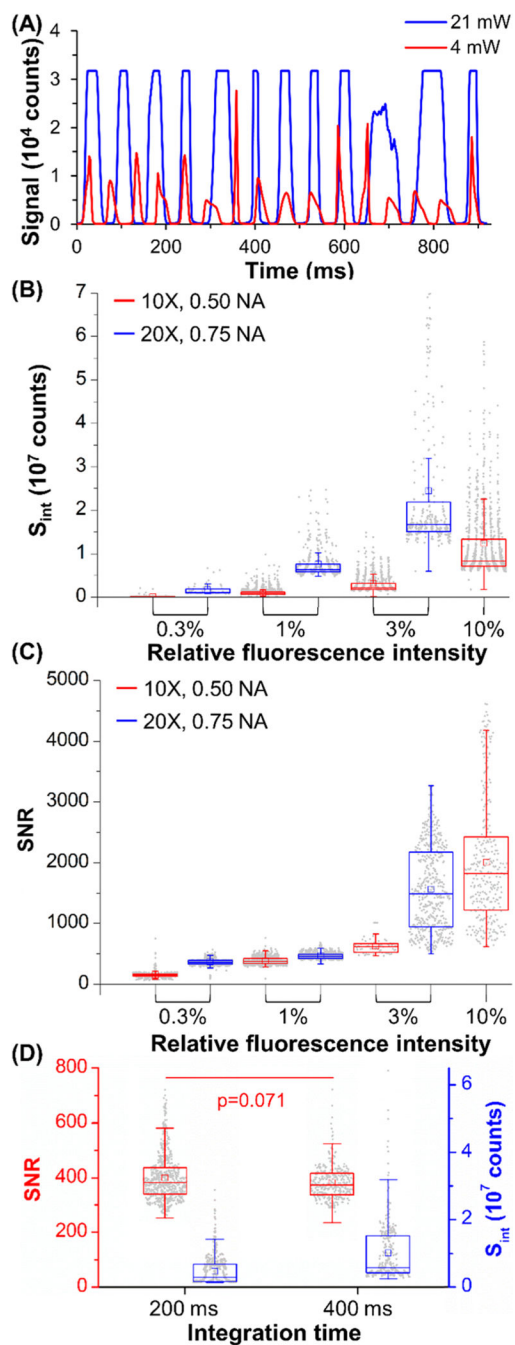 (A)
21 mW
4 mW
Signal (10⁴ counts)
4
3
2
1
0
0 200 400 600 800
Time (ms)
(B)
10X, 0.50 NA
20X, 0.75 NA
S_int (10⁷ counts)
7
6
5
4
3
2
1
0
0.3% 1% 3% 10%
Relative fluorescence intensity
(C)
10X, 0.50 NA
20X, 0.75 NA
SNR
5000
4000
3000
2000
1000
0
0.3% 1% 3% 10%
Relative fluorescence intensity
(D)
p=0.071
SNR
800
600
400
200
0
S_int (10⁷ counts)
6
4
2
0
200 ms 400 ms
Integration time